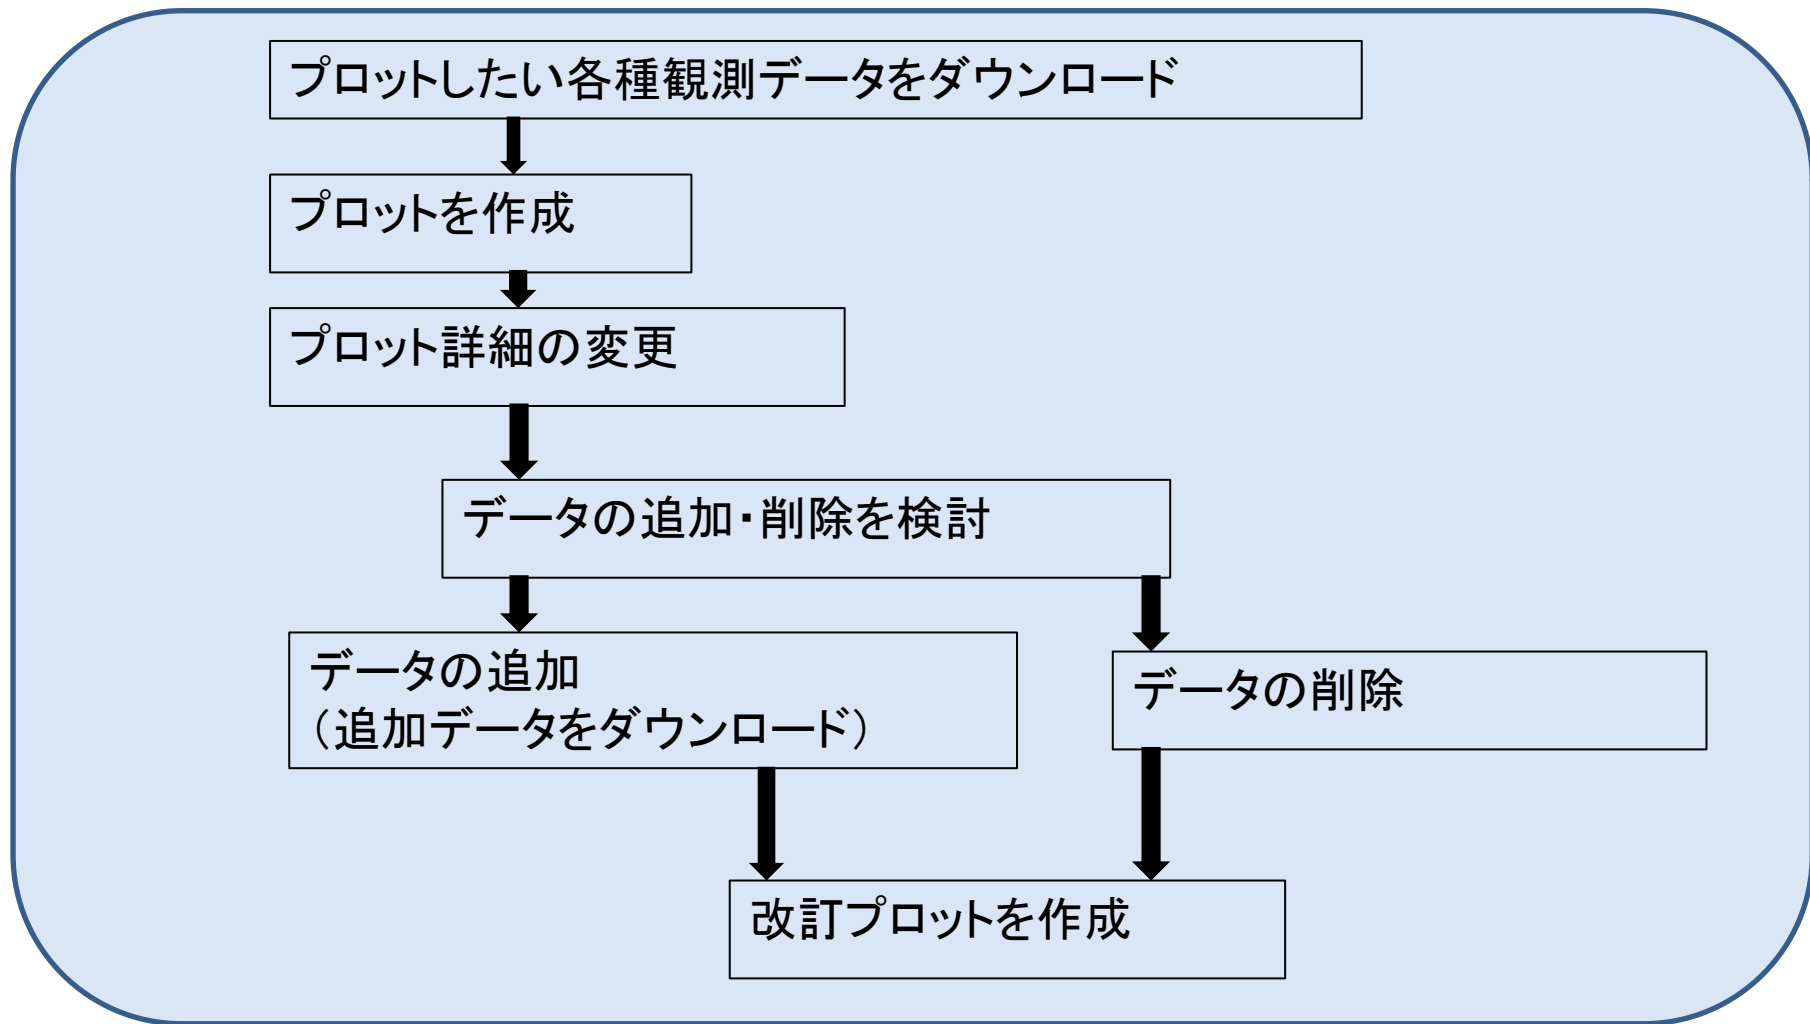 プロットしたい各種観測データをダウンロード
プロットを作成
プロット詳細の変更
データの追加・削除を検討
データの追加
（追加データをダウンロード）
データの削除
改訂プロットを作成